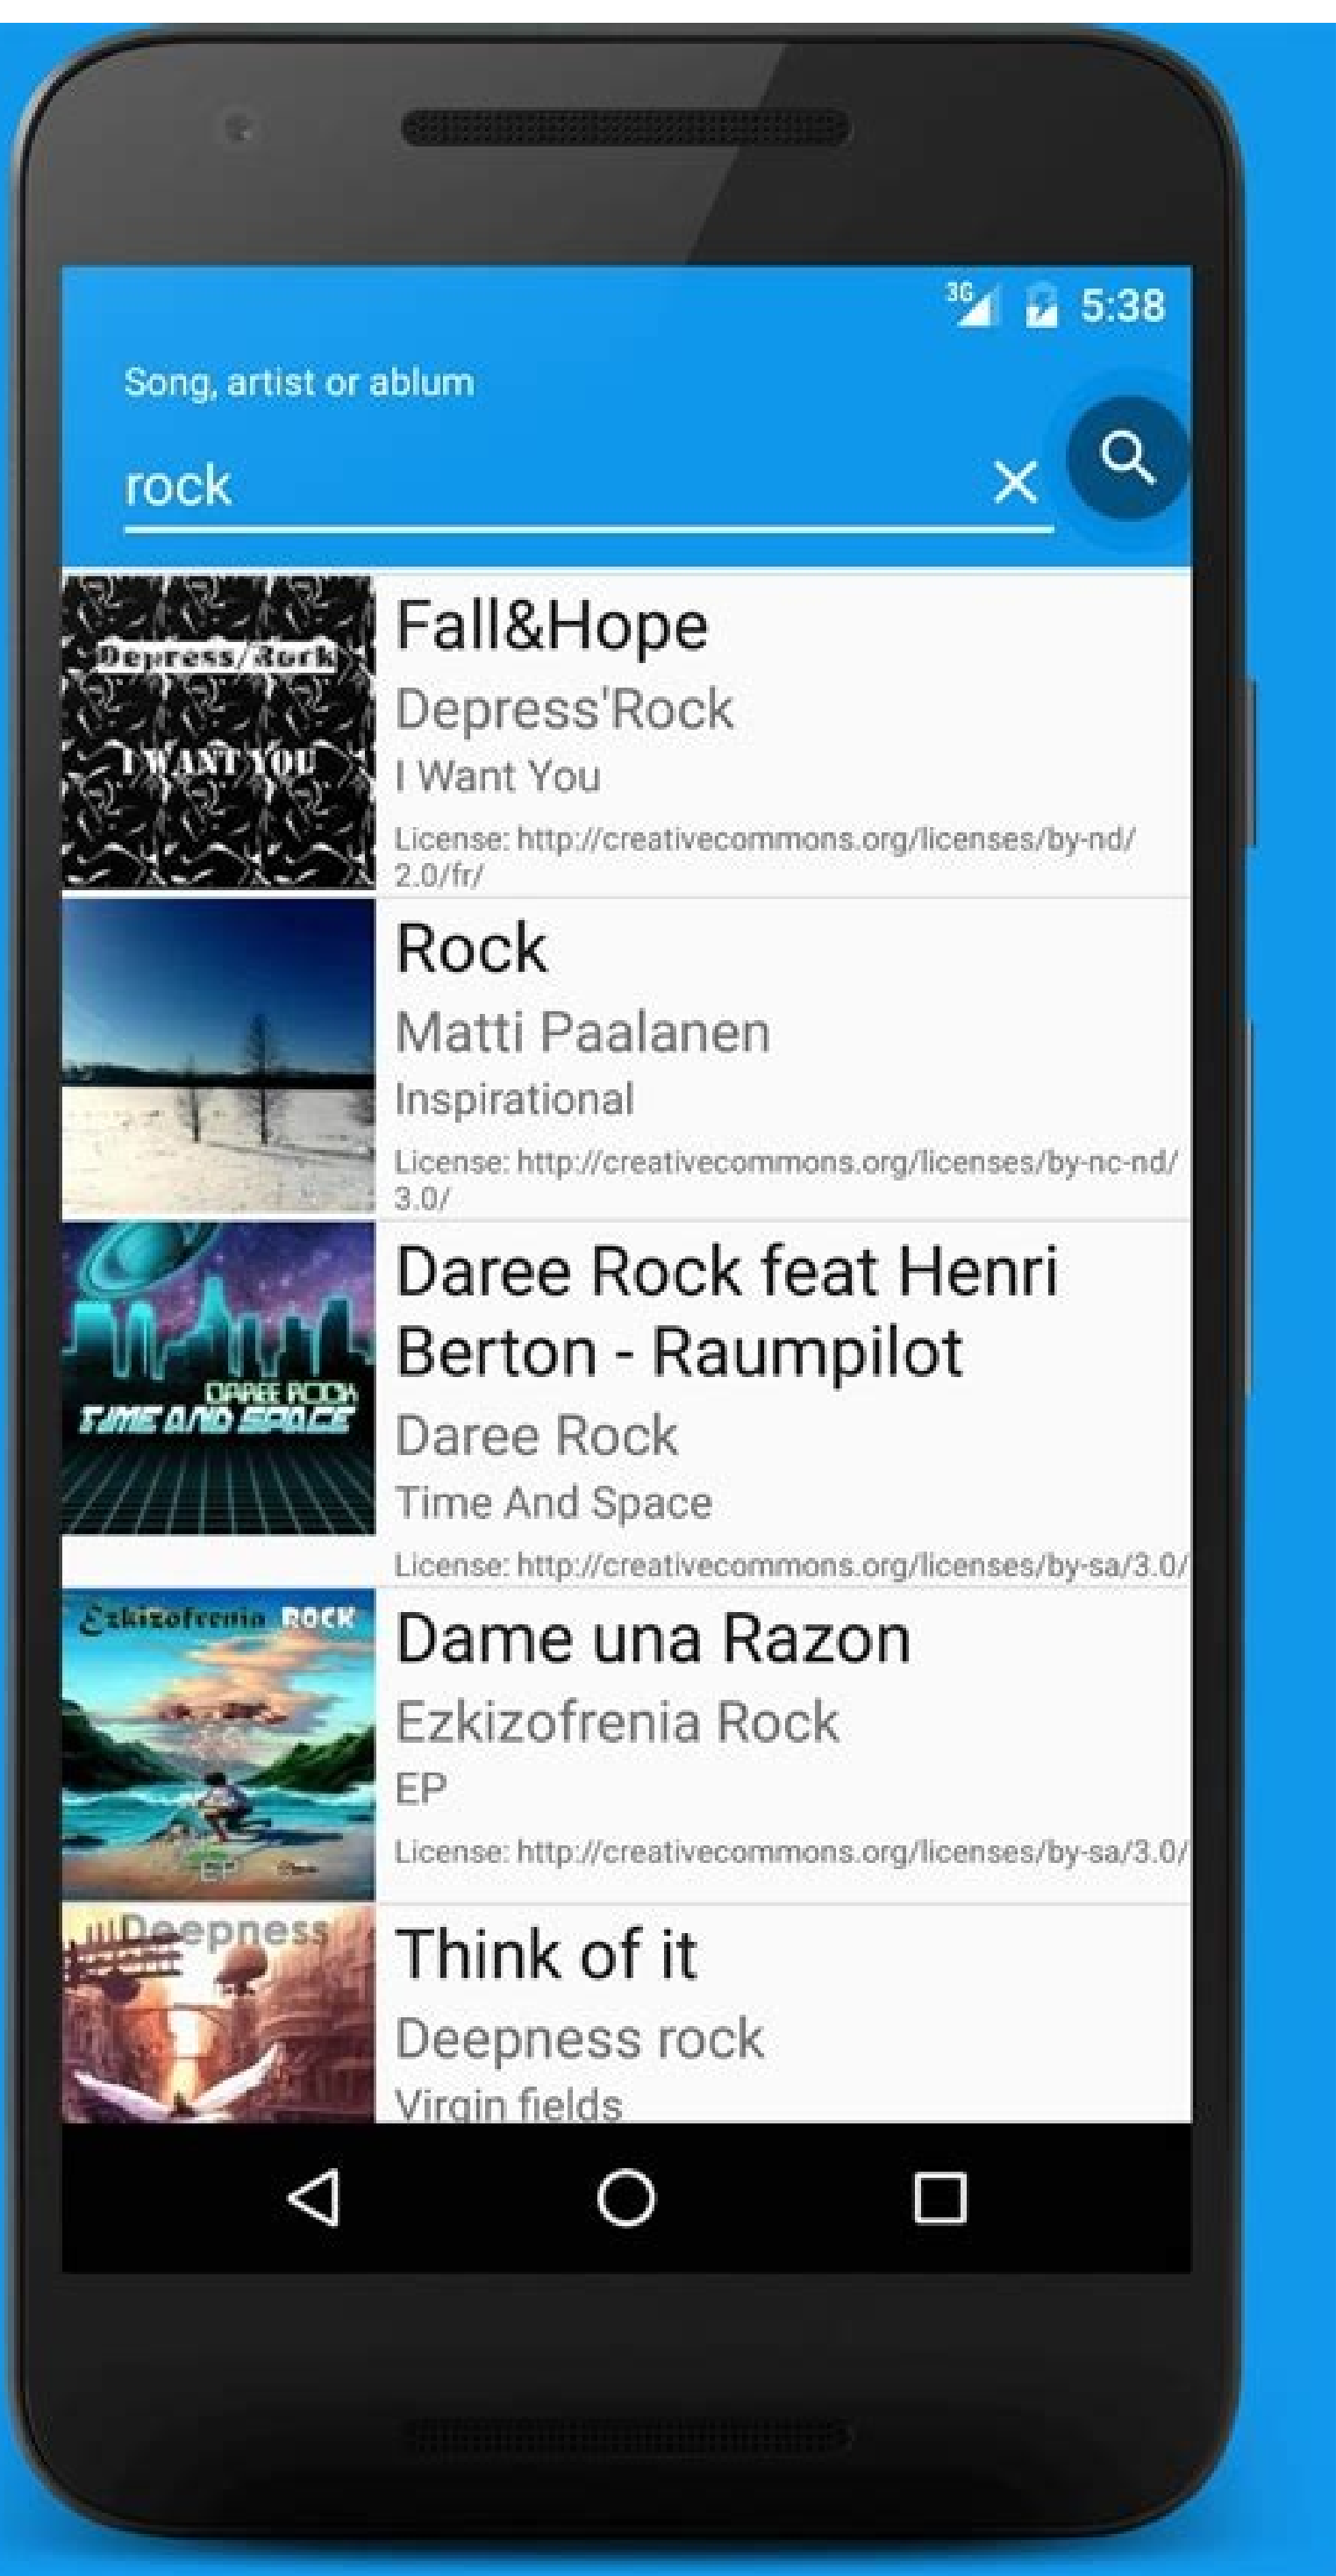 3G 5:38
Song, artist or ablum
rock
Depress/Rock
I WANT YOU
Fall&Hope
Depress'Rock
I Want You
License: http://creativecommons.org/licenses/by-nd/
2.0/fr/
Rock
Matti Paalanen
Inspirational
License: http://creativecommons.org/licenses/by-nc-nd/
3.0/
DAREE ROCK
TIME AND SPACE
Daree Rock feat Henri
Berton - Raumpilot
Daree Rock
Time And Space
License: http://creativecommons.org/licenses/by-sa/3.0/
Ezkizofrenia ROCK
EP
Dame una Razon
Ezkizofrenia Rock
EP
License: http://creativecommons.org/licenses/by-sa/3.0/
Deepness
Think of it
Deepness rock
Virgin fields